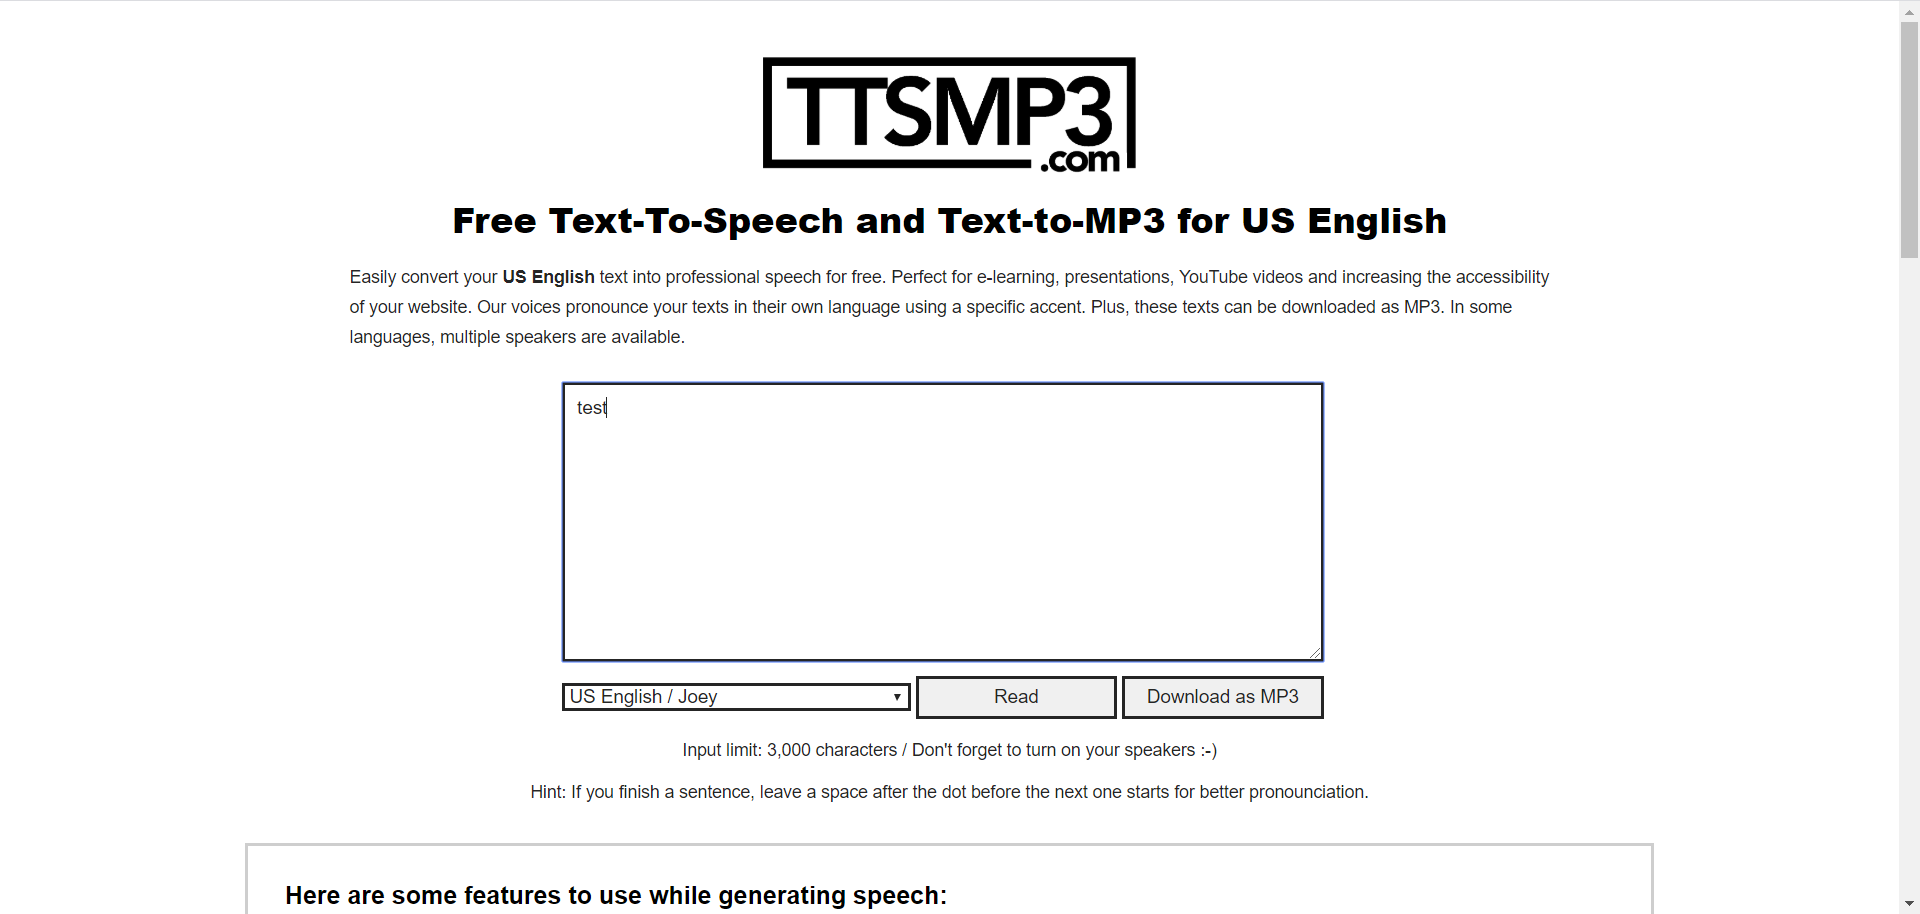 TTSMP3
.com
Free Text-To-Speech and Text-to-MP3 for US English
Easily convert your US English text into professional speech for free. Perfect for e-learning, presentations, YouTube videos and increasing the accessibility
of your website. Our voices pronounce your texts in their own language using a specific accent. Plus, these texts can be downloaded as MP3. In some
languages, multiple speakers are available.
test
US English / Joey
Read
Download as MP3
Input limit: 3,000 characters / Don't forget to turn on your speakers :-)
Hint: If you finish a sentence, leave a space after the dot before the next one starts for better pronounciation.
Here are some features to use while generating speech: